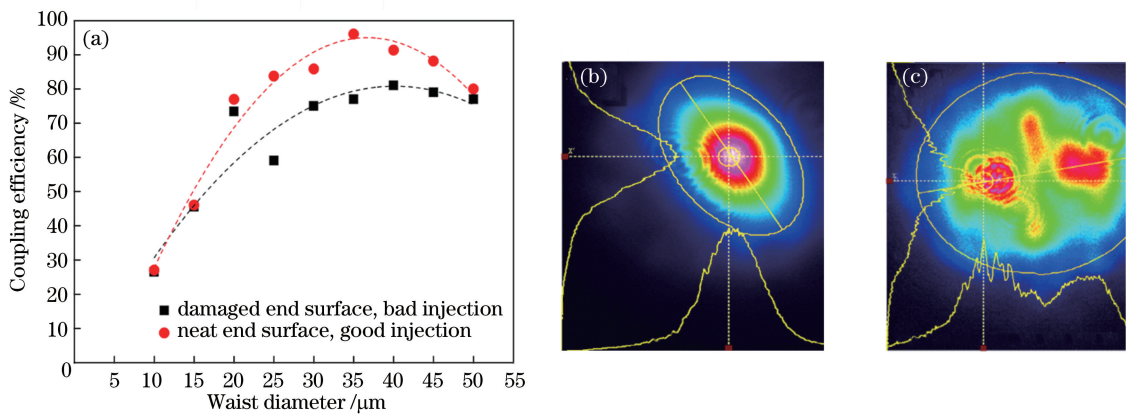 100
90
80
70
60
50
40
30
20
10
0
Coupling efficiency /%
(a)
damaged end surface, bad injection
neat end surface, good injection
5 10 15 20 25 30 35 40 45 50 55
Waist diameter /μm
(b)
(c)